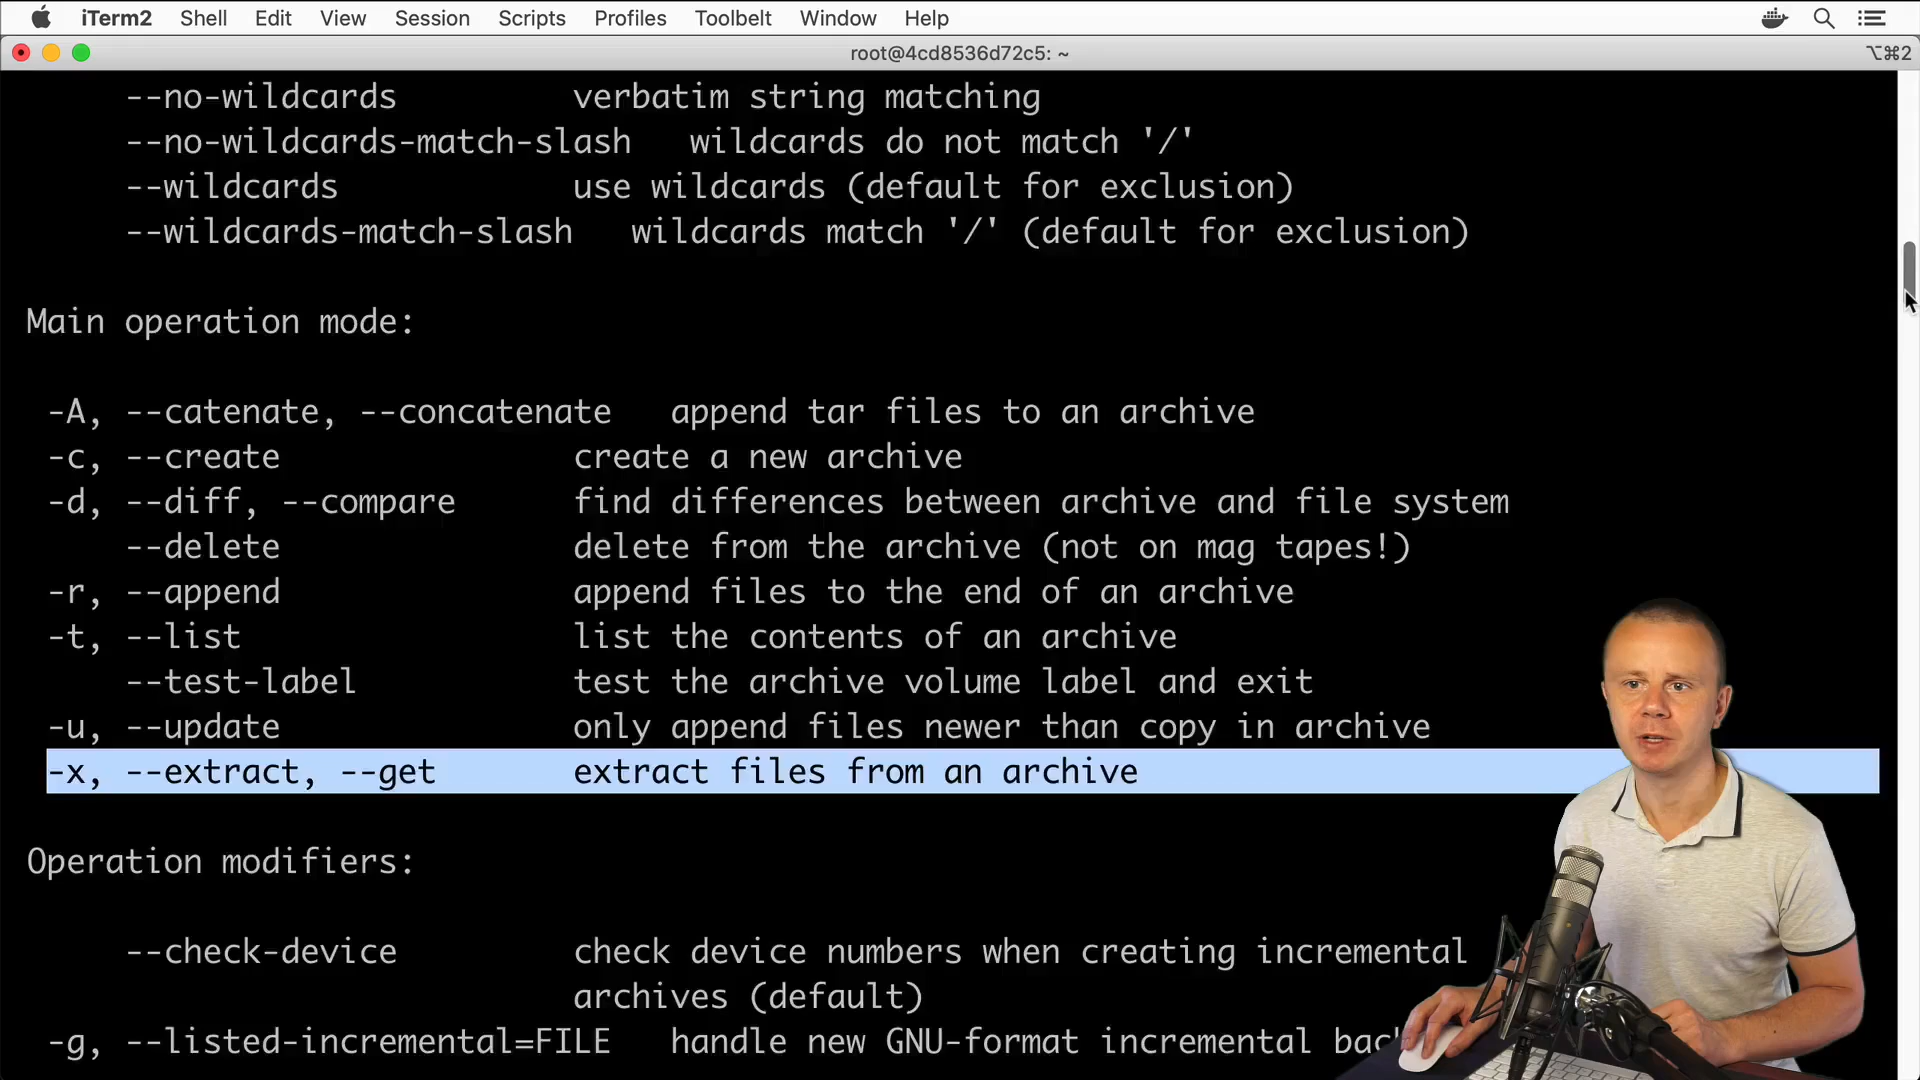 iTerm2 Shell Edit View Session Scripts Profiles Toolbelt Window Help
root@4cd8536d72c5: ~ ⌥⌘2
--no-wildcards verbatim string matching
--no-wildcards-match-slash wildcards do not match '/'
--wildcards use wildcards (default for exclusion)
--wildcards-match-slash wildcards match '/' (default for exclusion)
Main operation mode:
-A, --catenate, --concatenate append tar files to an archive
-c, --create create a new archive
-d, --diff, --compare find differences between archive and file system
--delete delete from the archive (not on mag tapes!)
-r, --append append files to the end of an archive
-t, --list list the contents of an archive
--test-label test the archive volume label and exit
-u, --update only append files newer than copy in archive
-x, --extract, --get extract files from an archive
Operation modifiers:
--check-device check device numbers when creating incremental
archives (default)
-g, --listed-incremental=FILE handle new GNU-format incremental